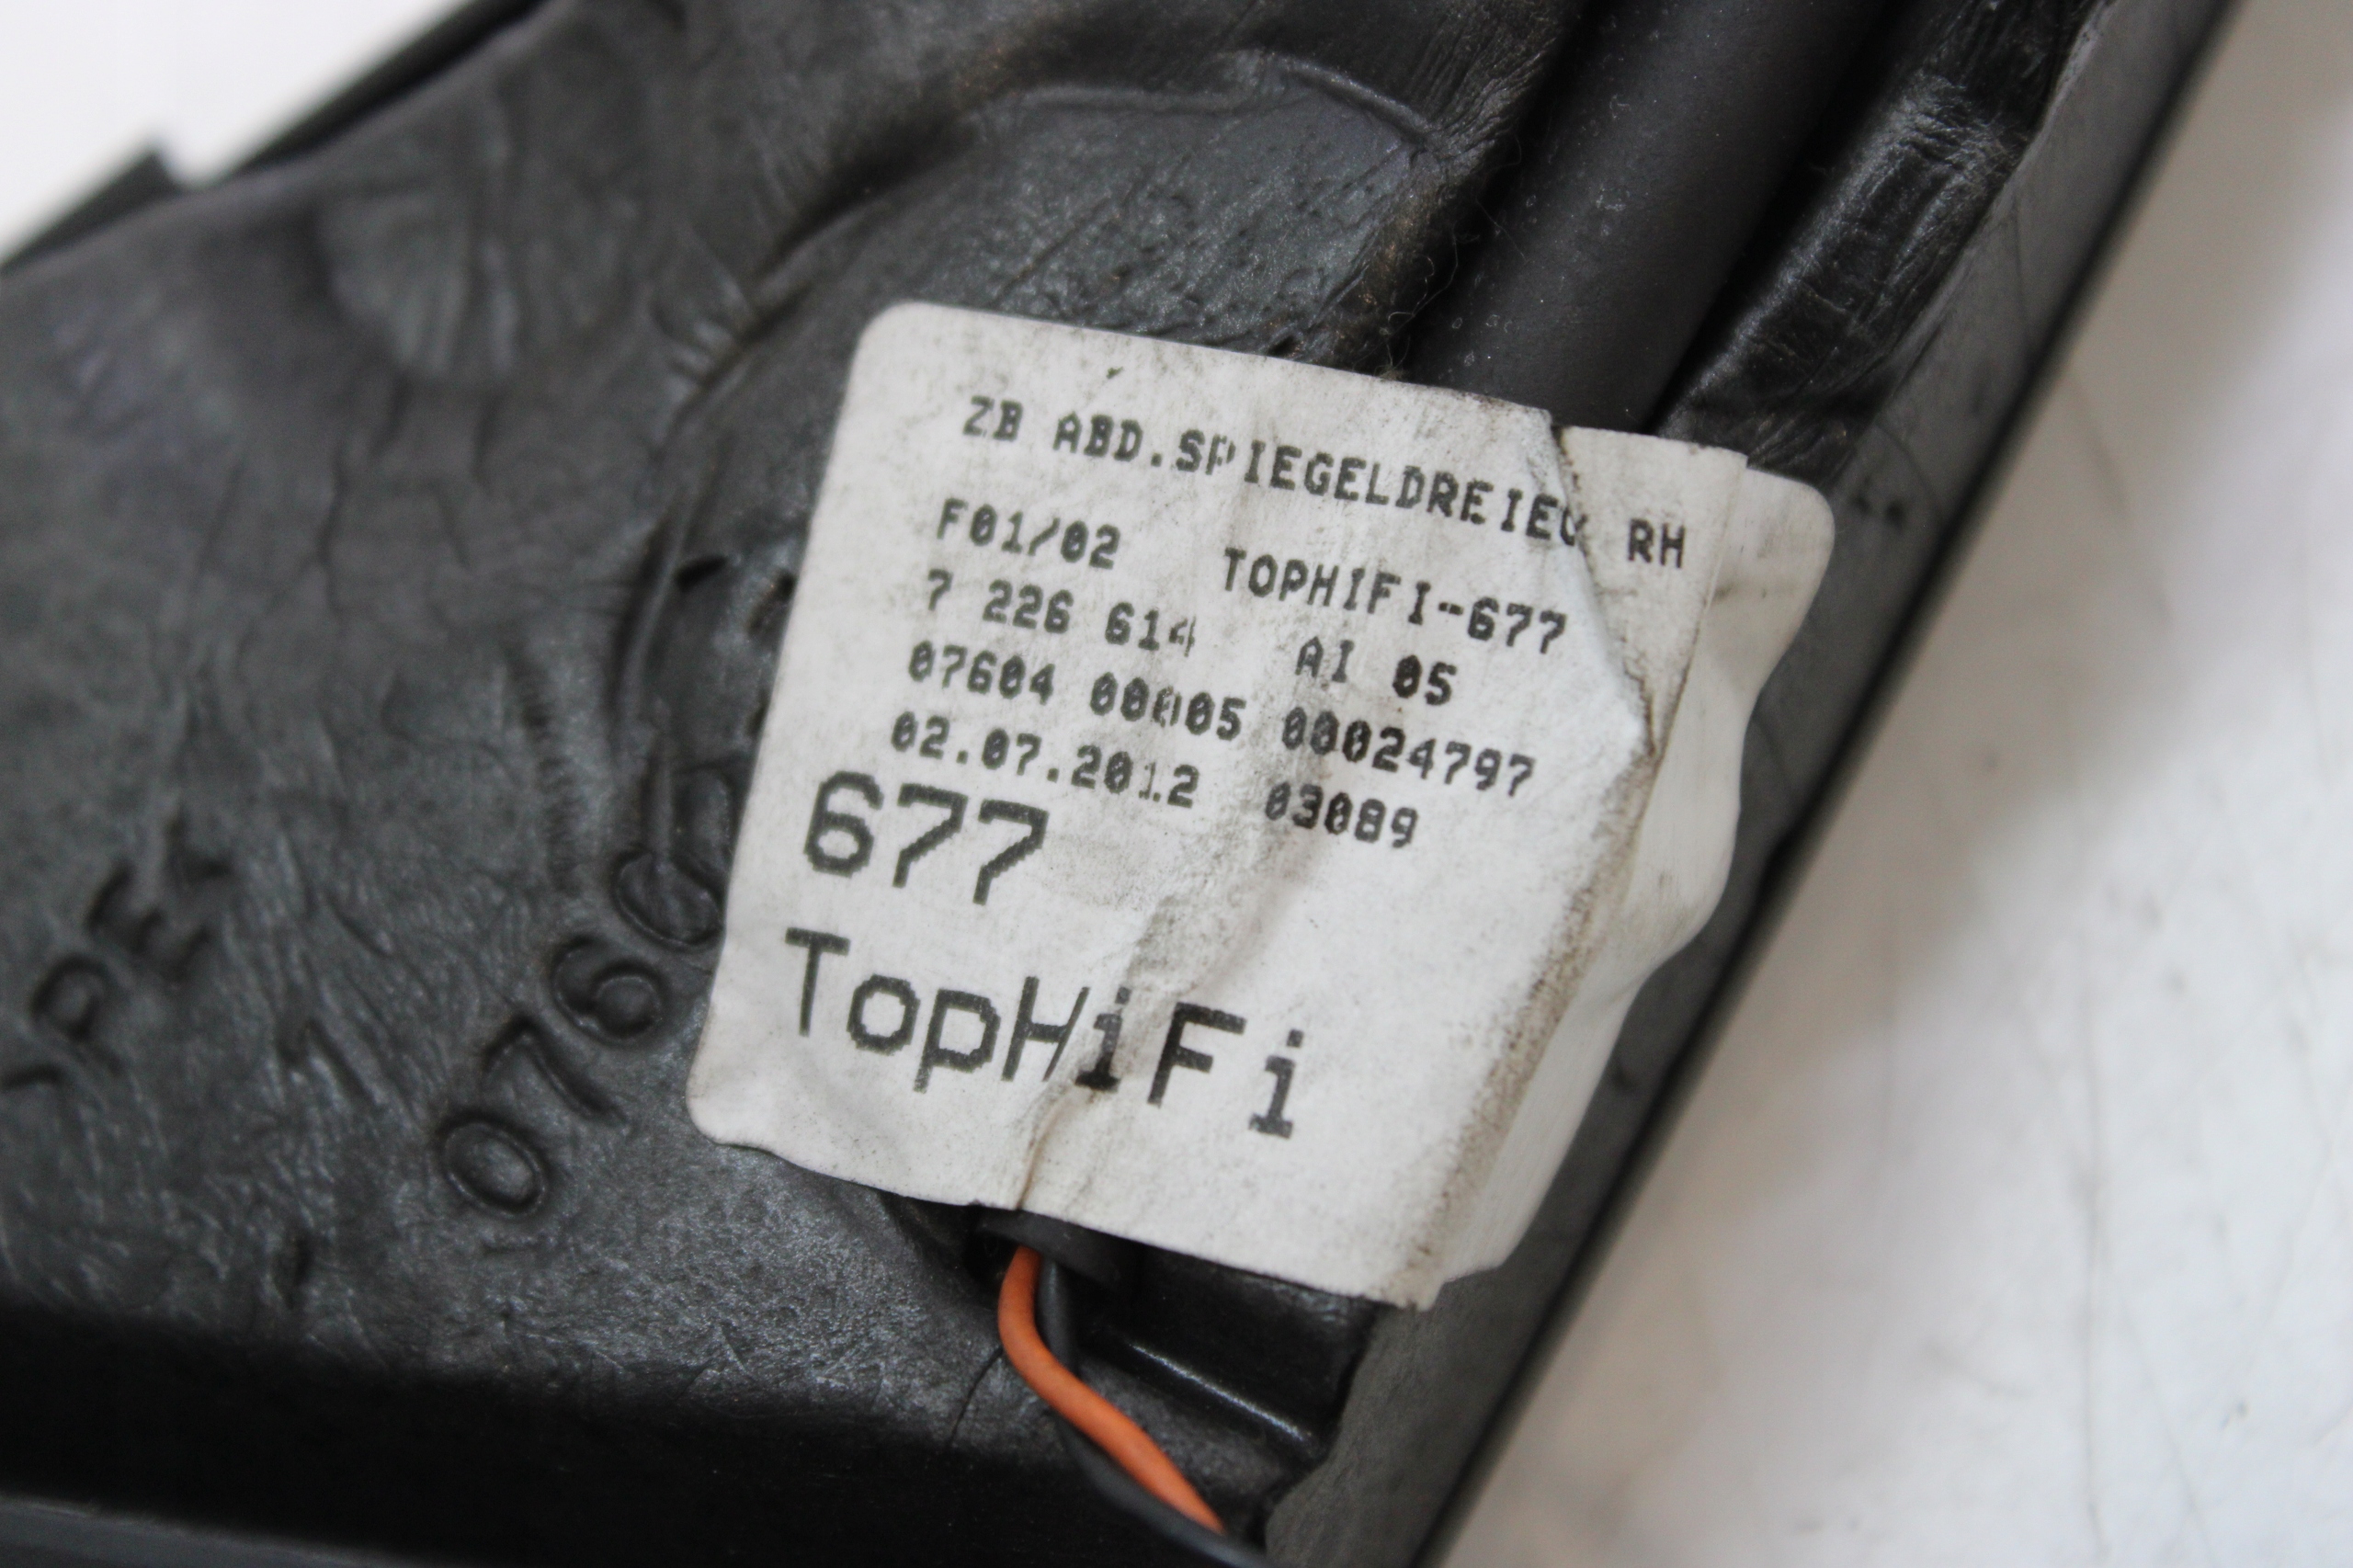 ZB ABD.SPIEGELDREIEC RH
F01/02 TOPHIFI-677
7 226 614 AI 05
07604 00005 00024797
02.07.2012 03089
677
TopHiFi
0760